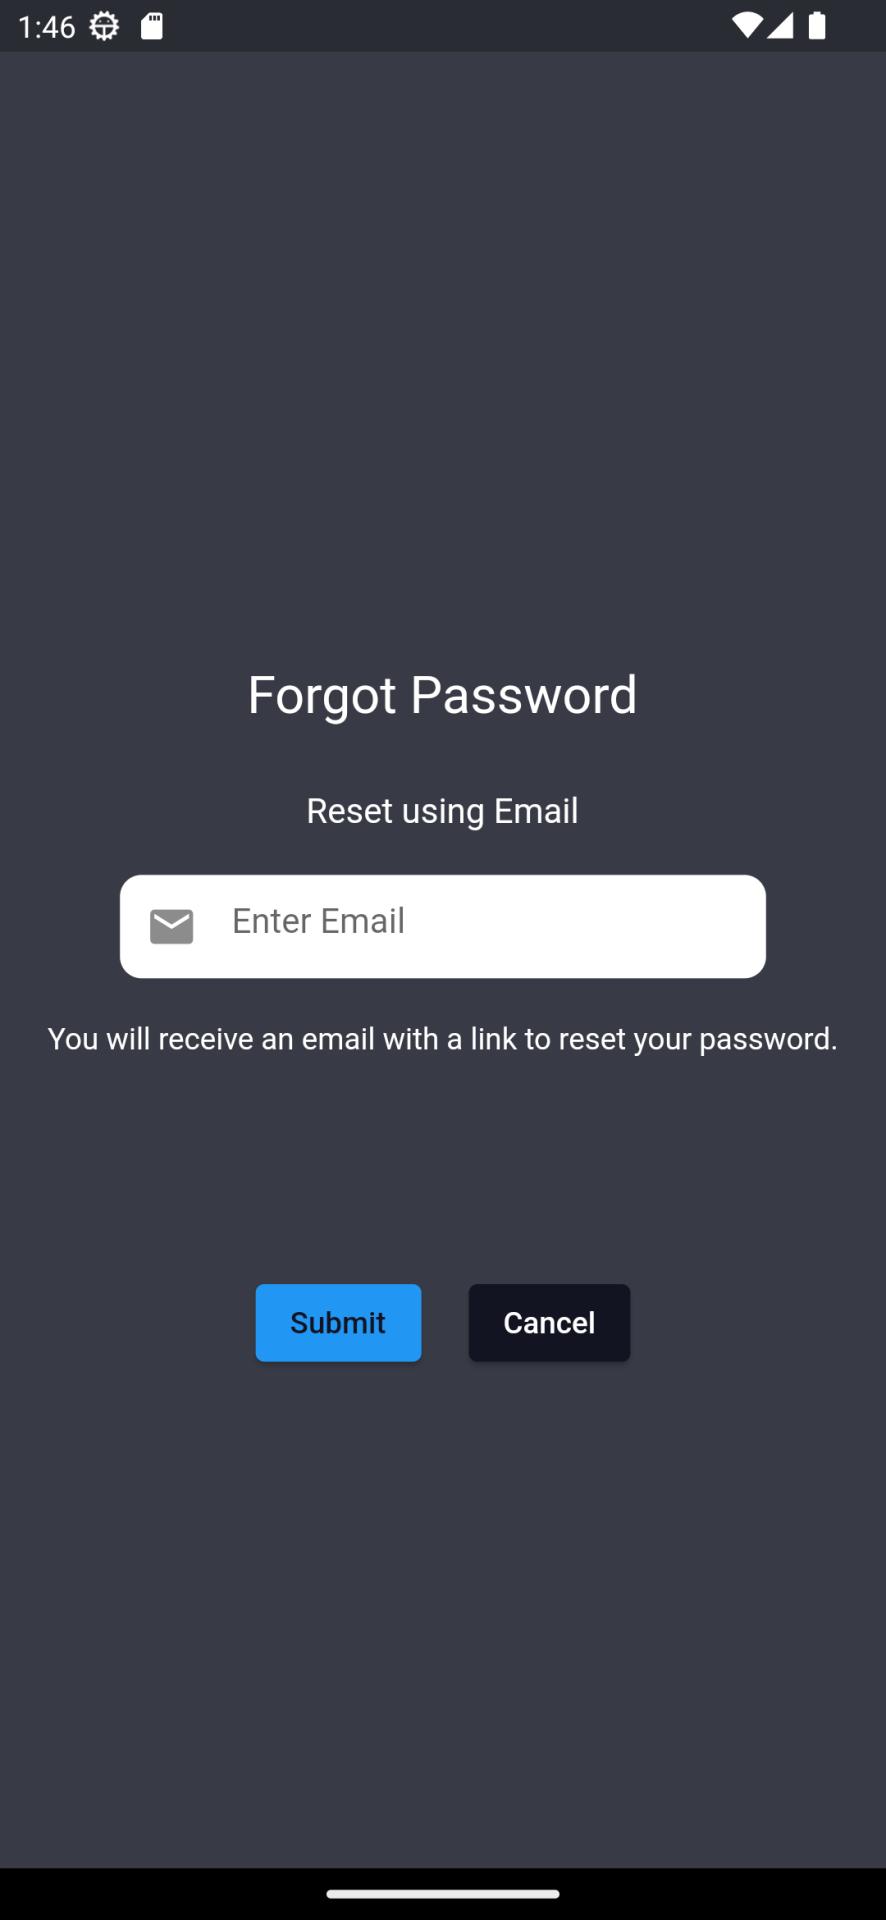 1:46
Forgot Password
Reset using Email
Enter Email
You will receive an email with a link to reset your password.
Submit Cancel